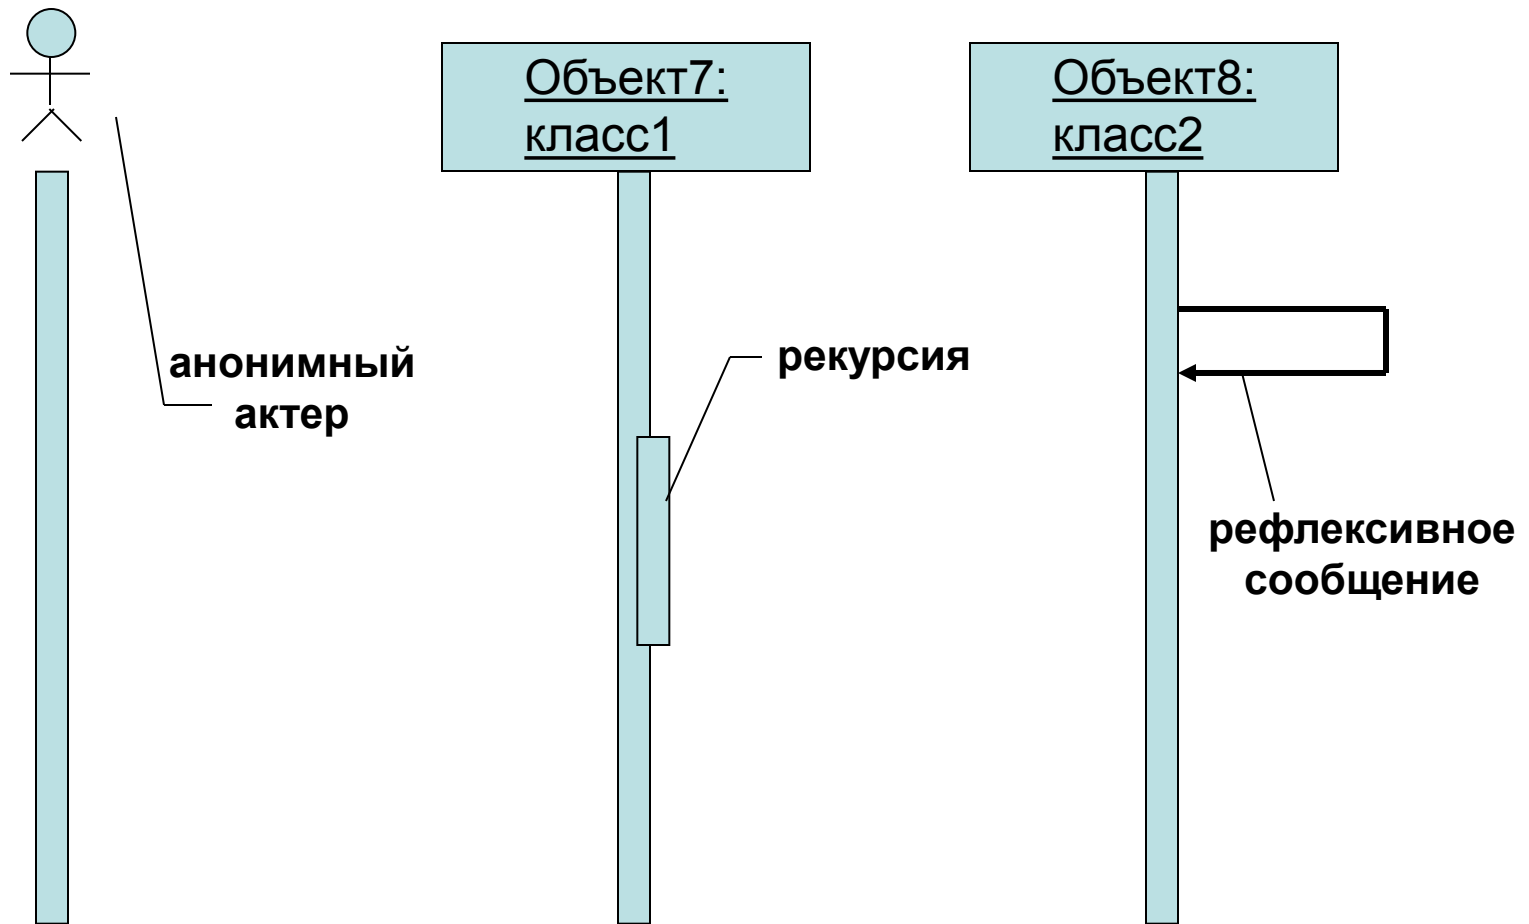 Объект7:
класс1
Объект8:
класс2
анонимный
актер
рекурсия
рефлексивное
сообщение